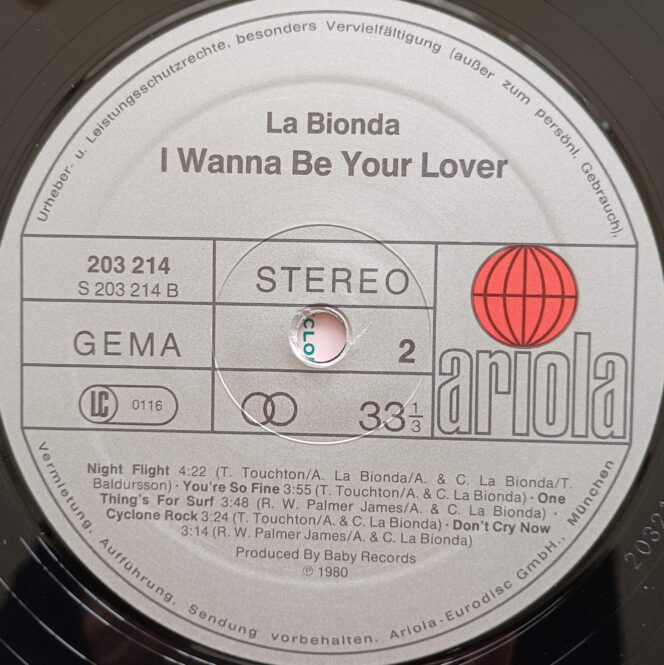 Urheber- u. Leistungsschutzrechte, besonders Vervielfältigung (außer zum persönl. Gebrauch),
La Bionda
I Wanna Be Your Lover
203 214
S 203 214 B
STEREO
GEMA
CLO
2
ariola
LC 0116
33 1/3
Night Flight 4:22 (T. Touchton/A. La Bionda/A. & C. La Bionda/T.
Baldursson) · You're So Fine 3:55 (T. Touchton/A. & C. La Bionda) · One
Thing's For Surf 3:48 (R. W. Palmer James/A. & C. La Bionda) ·
Cyclone Rock 3:24 (T. Touchton/A. & C. La Bionda) · Don't Cry Now
3:14 (R. W. Palmer James/A. & C. La Bionda)
Produced By Baby Records
℗ 1980
Vermietung, Aufführung, Sendung vorbehalten. Ariola-Eurodisc GmbH., München